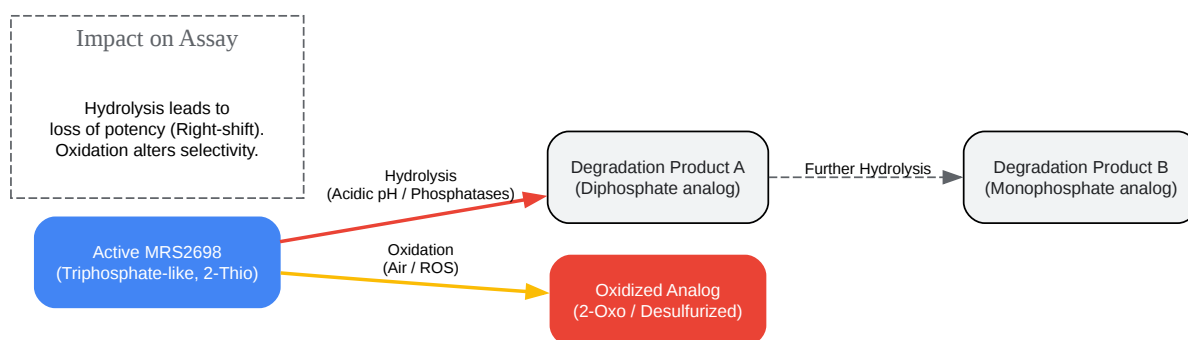 Impact on Assay
Hydrolysis leads to
loss of potency (Right-shift).
Oxidation alters selectivity.
Active MRS2698
(Triphosphate-like, 2-Thio)
Hydrolysis
(Acidic pH / Phosphatases)
Oxidation
(Air / ROS)
Degradation Product A
(Diphosphate analog)
Further Hydrolysis
Degradation Product B
(Monophosphate analog)
Oxidized Analog
(2-Oxo / Desulfurized)